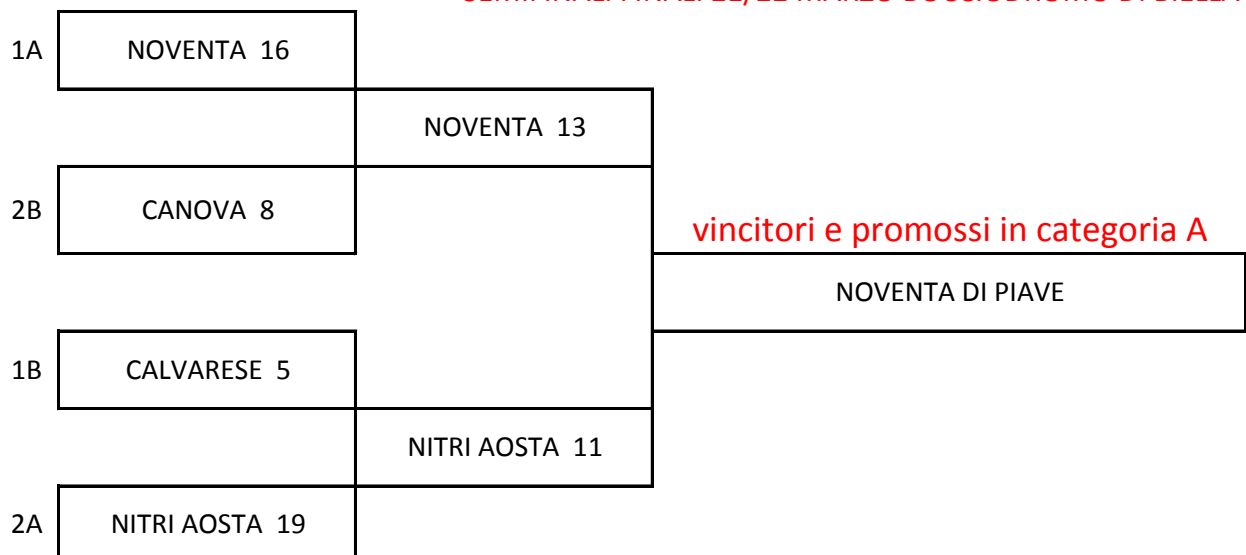 1A NOVENTA 16
NOVENTA 13
2B CANOVA 8
vincitori e promossi in categoria A
NOVENTA DI PIAVE
1B CALVARESE 5
NITRI AOSTA 11
2A NITRI AOSTA 19